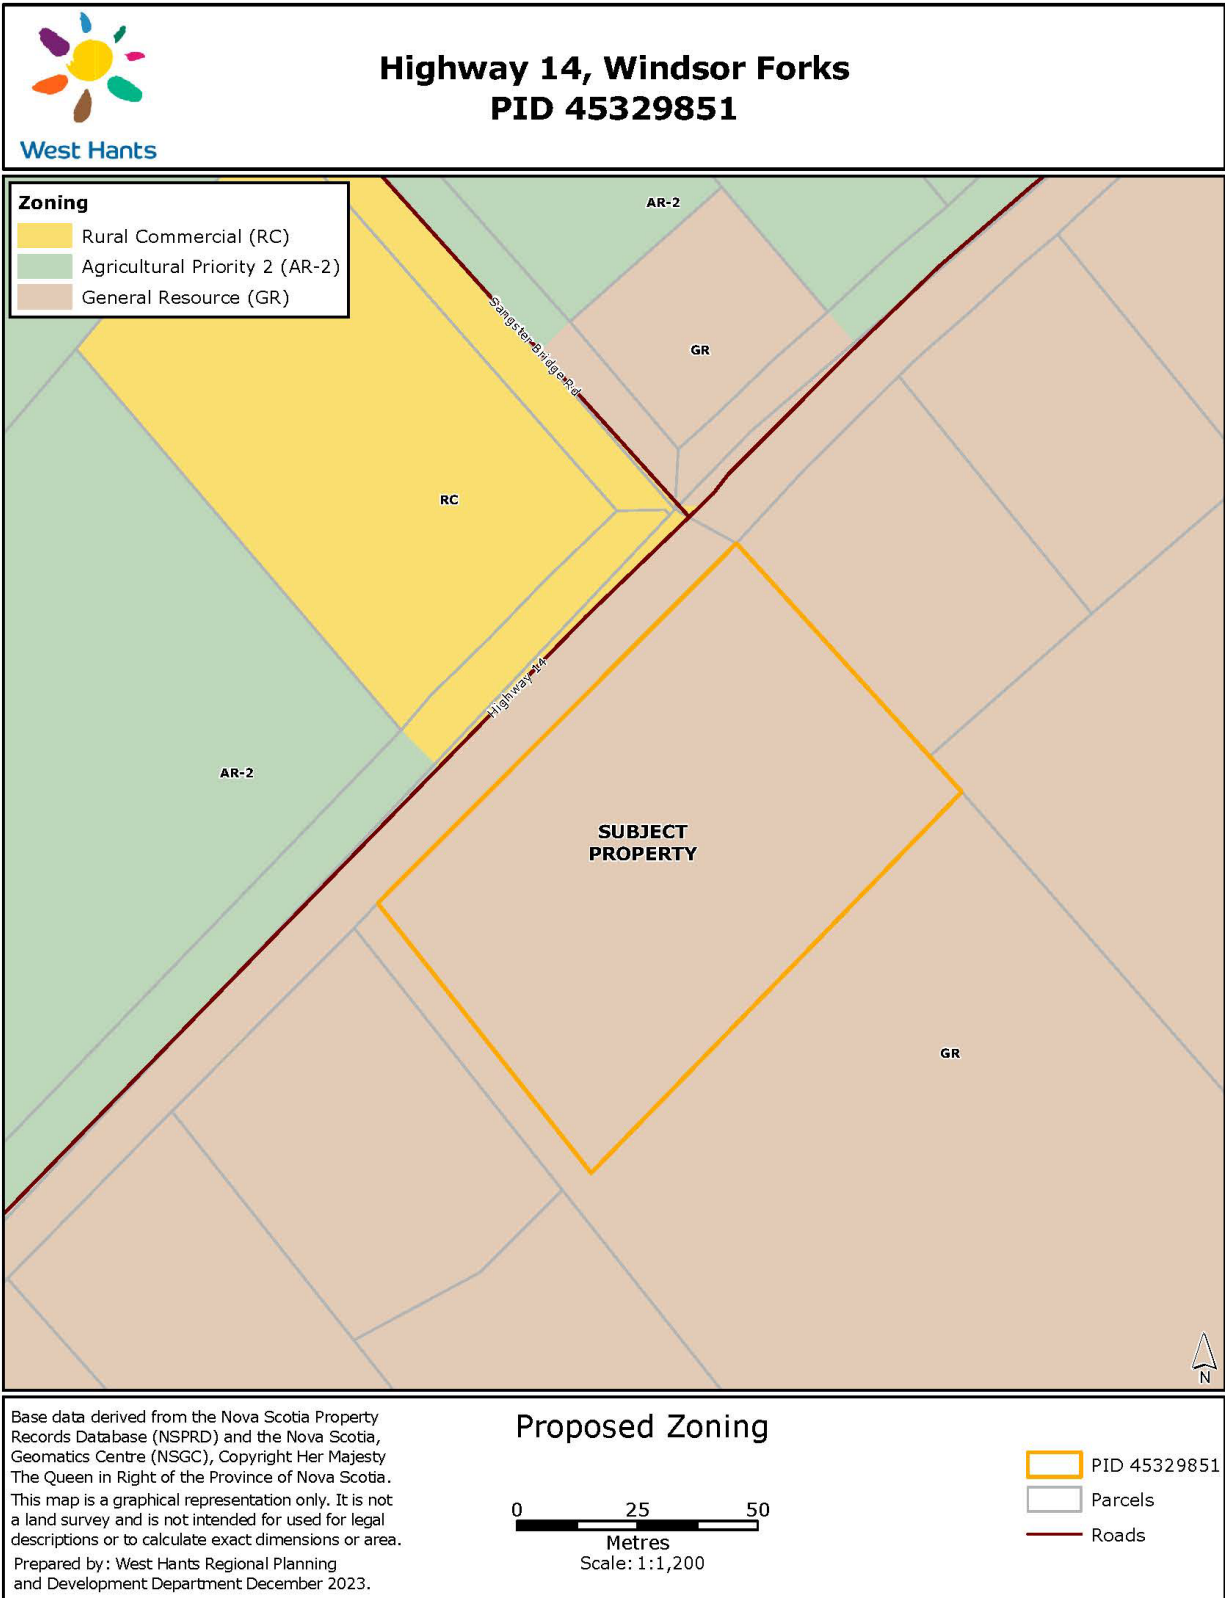 West Hants
Highway 14, Windsor Forks
PID 45329851
Zoning
Rural Commercial (RC)
Agricultural Priority 2 (AR-2)
General Resource (GR)
AR-2
Sangster Bridge Rd
GR
RC
Highway 14
AR-2
SUBJECT
PROPERTY
GR
N
Base data derived from the Nova Scotia Property
Records Database (NSPRD) and the Nova Scotia,
Geomatics Centre (NSGC), Copyright Her Majesty
The Queen in Right of the Province of Nova Scotia.
This map is a graphical representation only. It is not
a land survey and is not intended for used for legal
descriptions or to calculate exact dimensions or area.
Prepared by: West Hants Regional Planning
and Development Department December 2023.
Proposed Zoning
0 25 50
Metres
Scale: 1:1,200
PID 45329851
Parcels
Roads